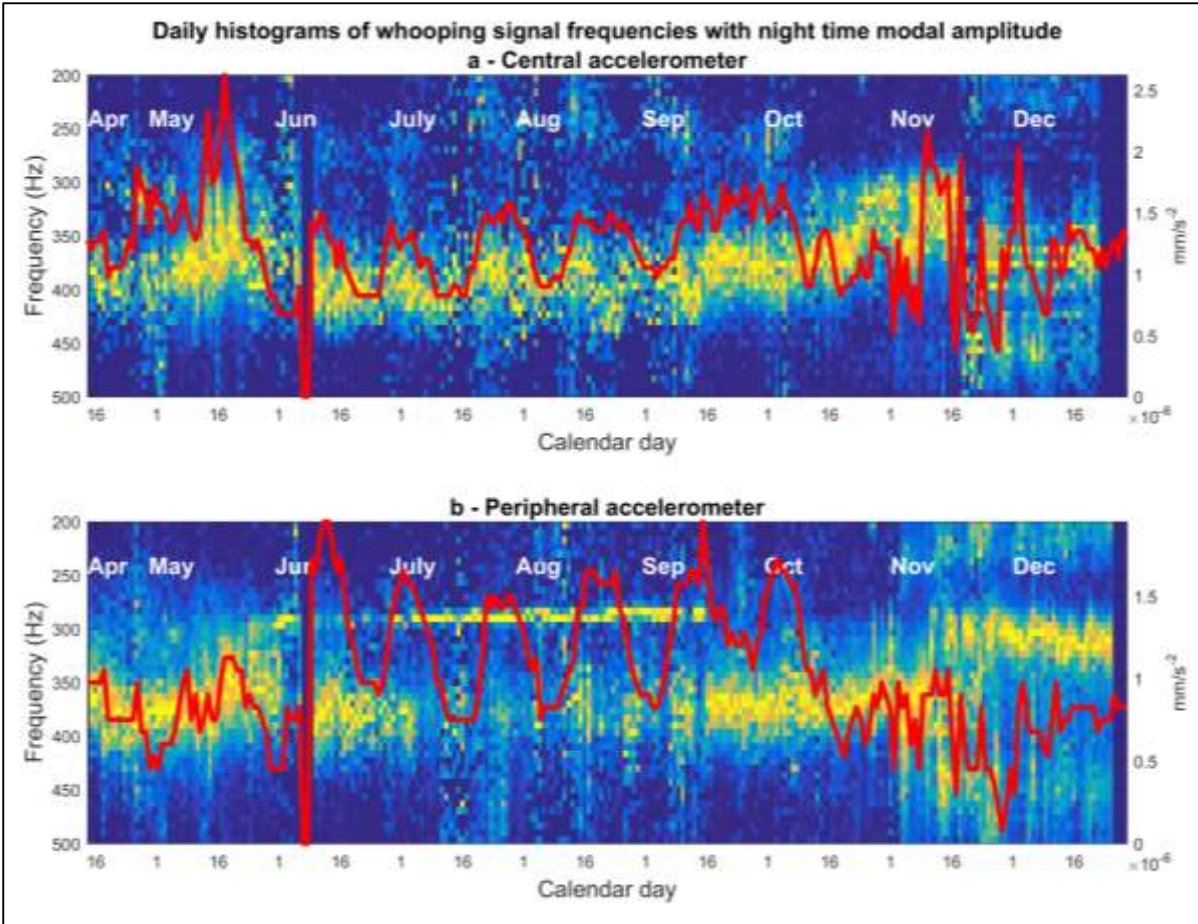 Daily histograms of whooping signal frequencies with night time modal amplitude
a - Central accelerometer
200
250
300
350
400
450
500
Frequency (Hz)
Apr May Jun July Aug Sep Oct Nov Dec
2.5
2
1.5
1
0.5
0
mm/s-2
16 1 16 1 16 1 16 1 16 1 16 1 16 1 16 1 16
×10-6
Calendar day
b - Peripheral accelerometer
200
250
300
350
400
450
500
Frequency (Hz)
Apr May Jun July Aug Sep Oct Nov Dec
1.5
1
0.5
0
mm/s-2
16 1 16 1 16 1 16 1 16 1 16 1 16 1 16 1 16
×10-6
Calendar day